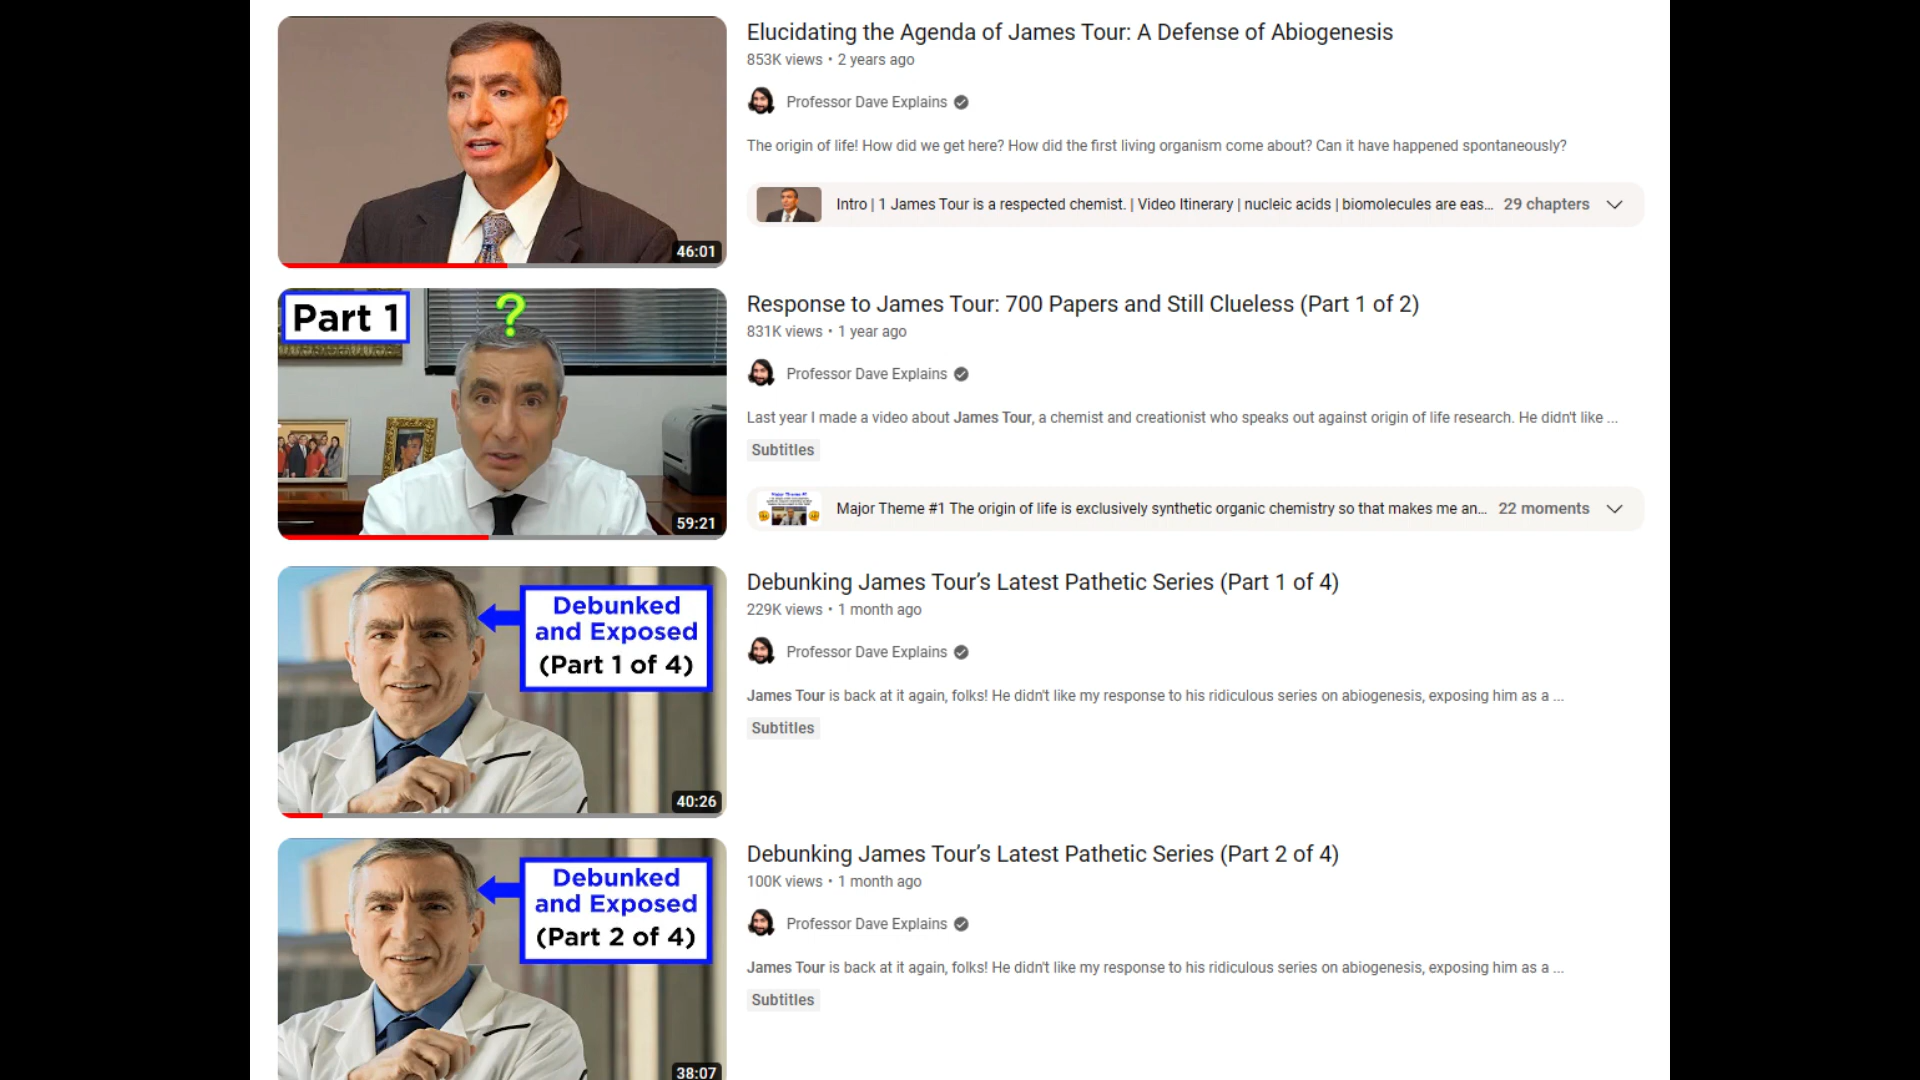 Elucidating the Agenda of James Tour: A Defense of Abiogenesis
853K views • 2 years ago
Professor Dave Explains
The origin of life! How did we get here? How did the first living organism come about? Can it have happened spontaneously?
Intro | 1 James Tour is a respected chemist. | Video Itinerary | nucleic acids | biomolecules are eas... 29 chapters
46:01
Part 1
?
Response to James Tour: 700 Papers and Still Clueless (Part 1 of 2)
831K views • 1 year ago
Professor Dave Explains
Last year I made a video about James Tour, a chemist and creationist who speaks out against origin of life research. He didn't like ...
Subtitles
Major Theme #1 The origin of life is exclusively synthetic organic chemistry so that makes me an... 22 moments
59:21
Debunked
and Exposed
(Part 1 of 4)
Debunking James Tour’s Latest Pathetic Series (Part 1 of 4)
229K views • 1 month ago
Professor Dave Explains
James Tour is back at it again, folks! He didn't like my response to his ridiculous series on abiogenesis, exposing him as a ...
Subtitles
40:26
Debunked
and Exposed
(Part 2 of 4)
Debunking James Tour’s Latest Pathetic Series (Part 2 of 4)
100K views • 1 month ago
Professor Dave Explains
James Tour is back at it again, folks! He didn't like my response to his ridiculous series on abiogenesis, exposing him as a ...
Subtitles
38:07